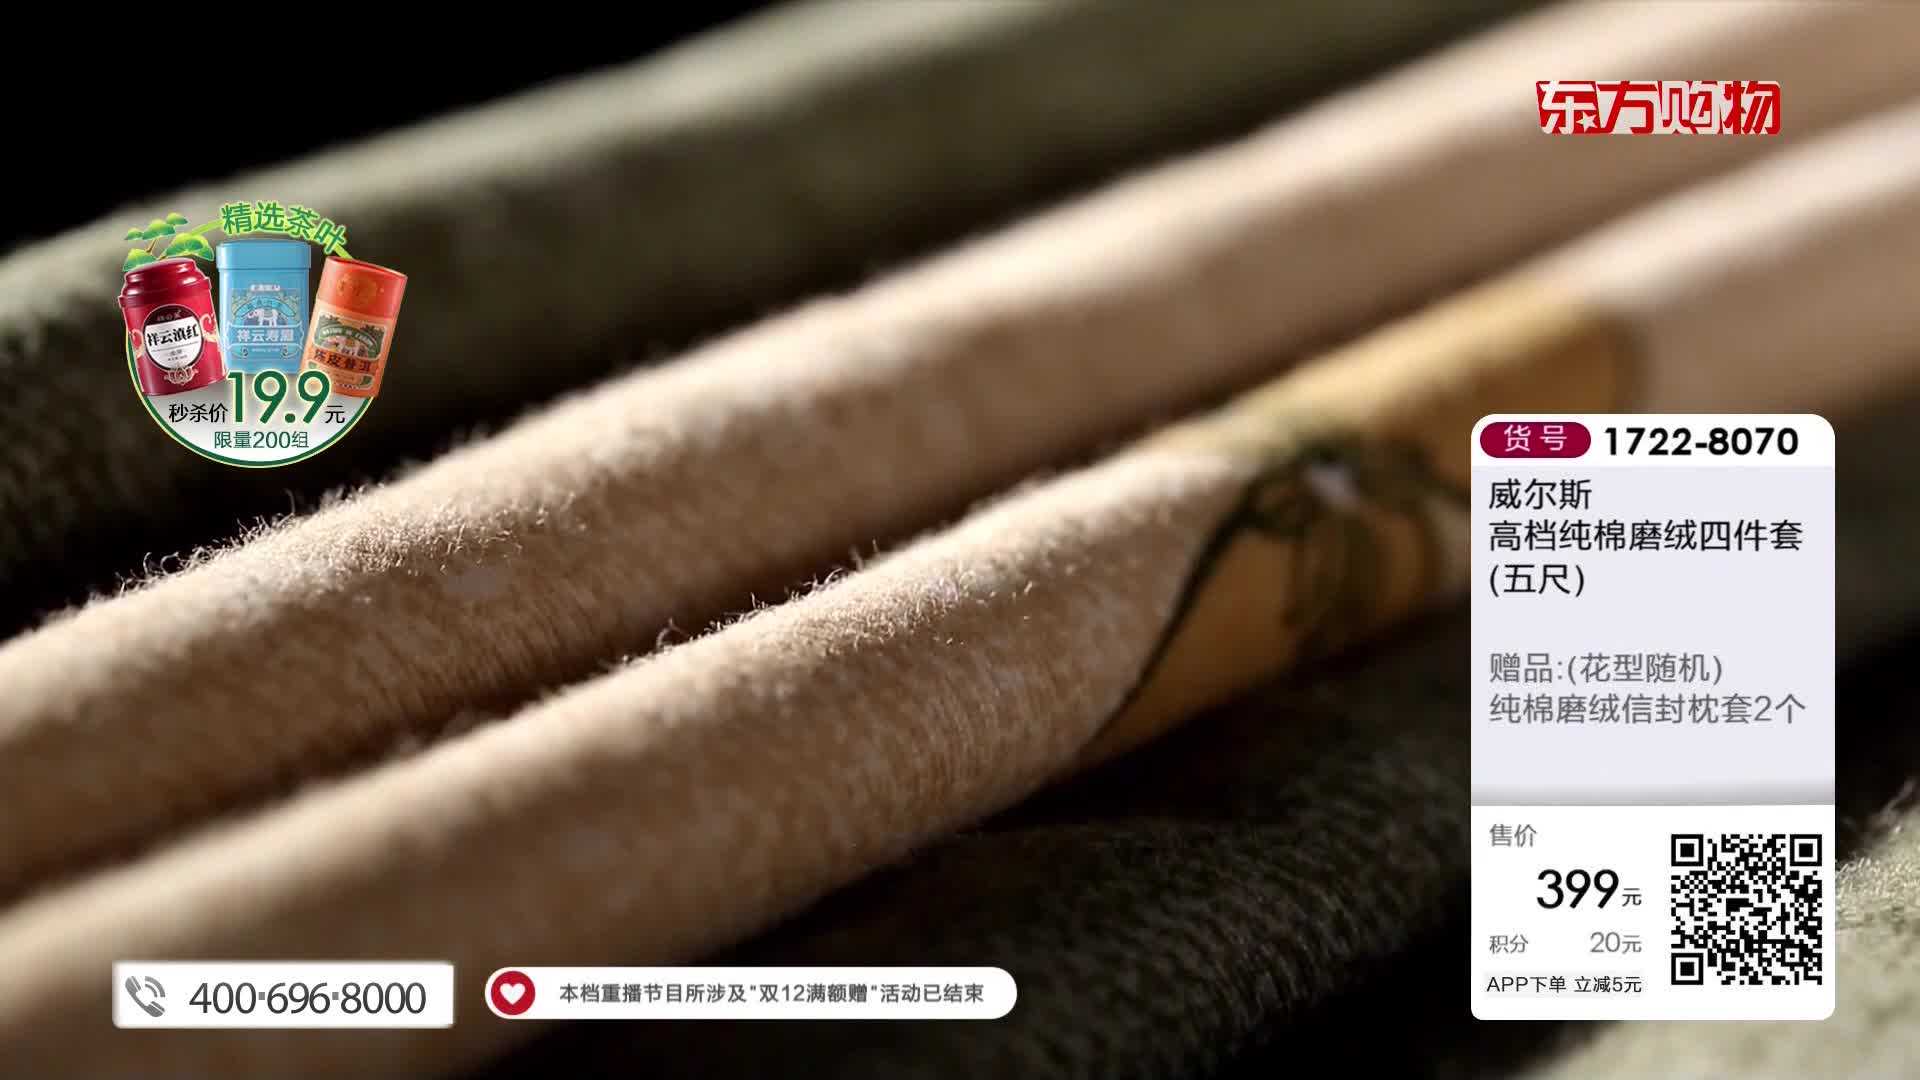 东方购物
精选茶叶
祥云滇红
祥云寿眉
陈皮普洱
秒杀价19.9元
限量200组
货号 1722-8070
威尔斯
高档纯棉磨绒四件套
(五尺)
赠品:(花型随机)
纯棉磨绒信封枕套2个
售价
399元
积分 20元
APP下单 立减5元
400·696·8000
本档重播节目所涉及"双12满额赠"活动已结束